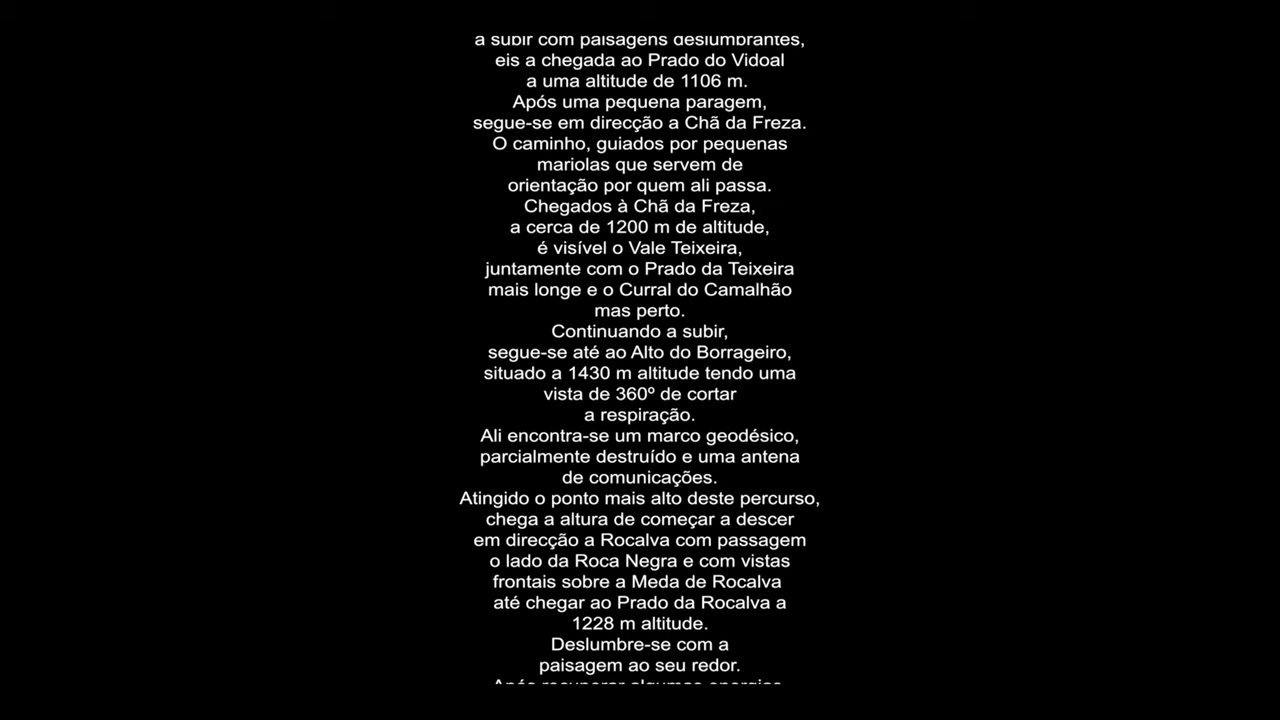 a subir com paisagens deslumbrantes,
eis a chegada ao Prado do Vidoal
a uma altitude de 1106 m.
Após uma pequena paragem,
segue-se em direcção a Chã da Freza.
O caminho, guiados por pequenas
mariolas que servem de
orientação por quem ali passa.
Chegados à Chã da Freza,
a cerca de 1200 m de altitude,
é visível o Vale Teixeira,
juntamente com o Prado da Teixeira
mais longe e o Curral do Camalhão
mas perto.
Continuando a subir,
segue-se até ao Alto do Borrageiro,
situado a 1430 m altitude tendo uma
vista de 360º de cortar
a respiração.
Ali encontra-se um marco geodésico,
parcialmente destruído e uma antena
de comunicações.
Atingido o ponto mais alto deste percurso,
chega a altura de começar a descer
em direcção a Rocalva com passagem
o lado da Roca Negra e com vistas
frontais sobre a Meda de Rocalva
até chegar ao Prado da Rocalva a
1228 m altitude.
Deslumbre-se com a
paisagem ao seu redor.
Após recuperar algumas energias